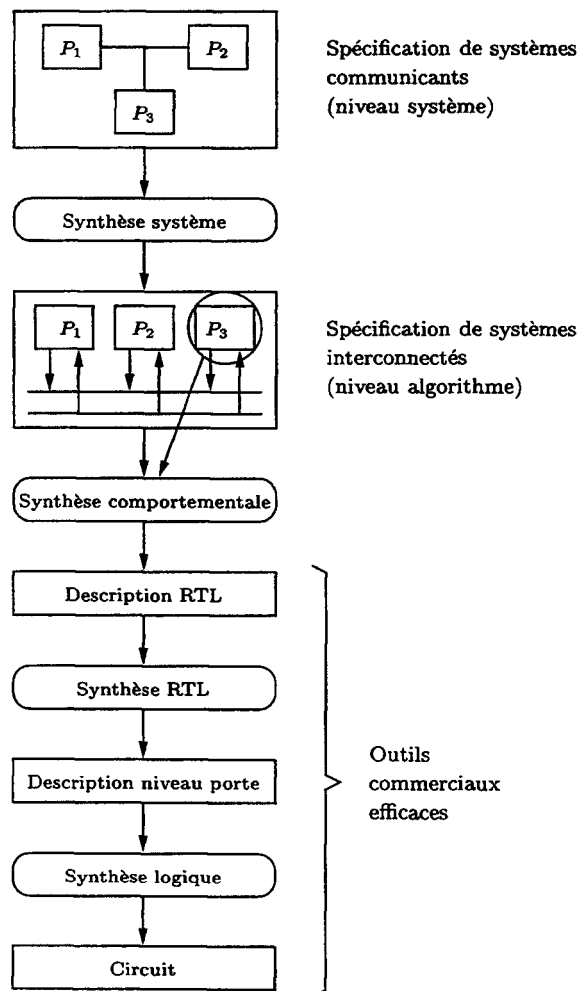 P1
P2
P3
Spécification de systèmes
communicants
(niveau système)
Synthèse système
P1
P2
P3
Spécification de systèmes
interconnectés
(niveau algorithme)
Synthèse comportementale
Description RTL
Synthèse RTL
Description niveau porte
Synthèse logique
Circuit
Outils
commerciaux
efficaces